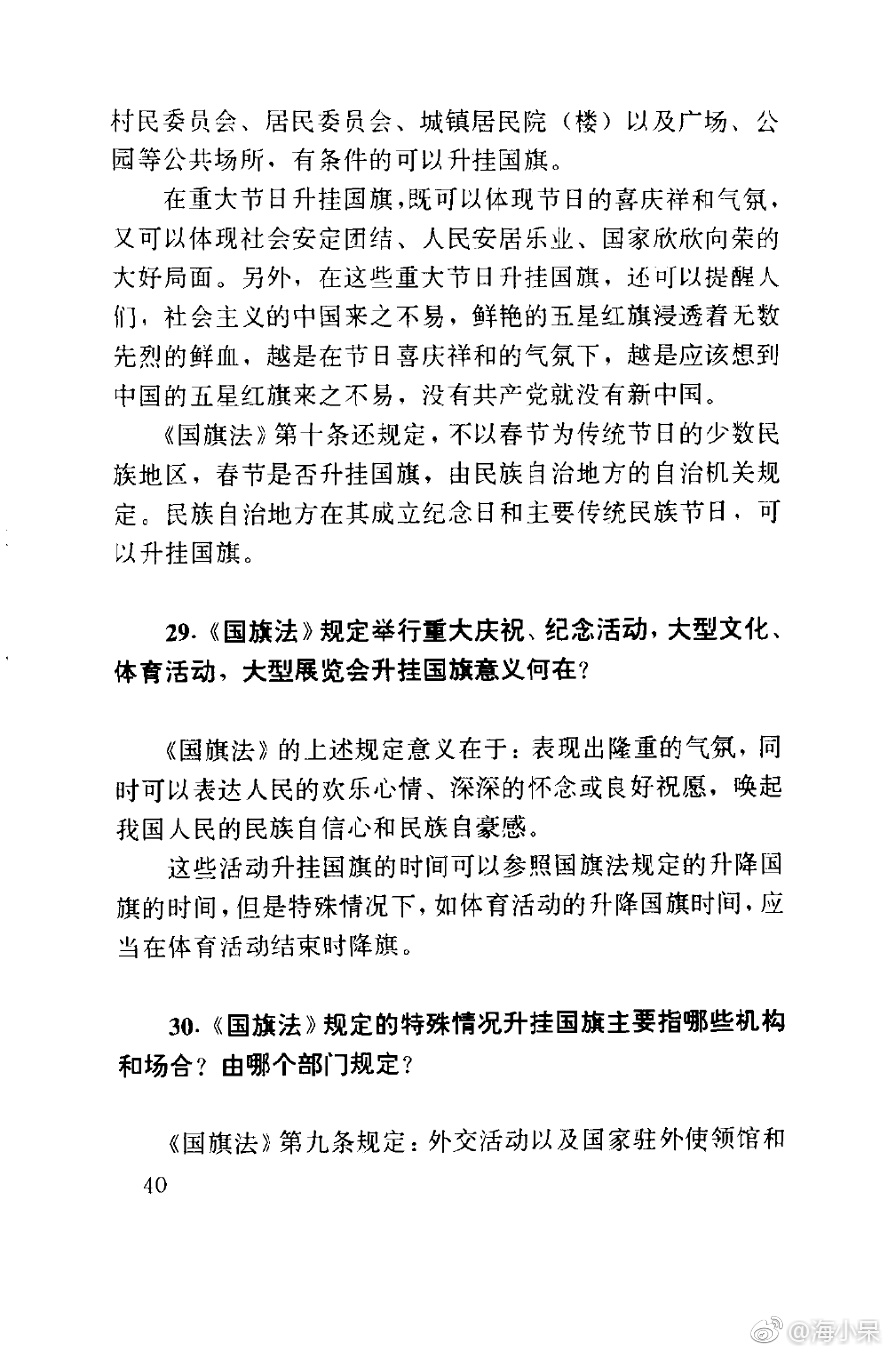 村民委员会、居民委员会、城镇居民院（楼）以及广场、公
园等公共场所，有条件的可以升挂国旗。
在重大节日升挂国旗，既可以体现节日的喜庆祥和气氛，
又可以体现社会安定团结、人民安居乐业、国家欣欣向荣的
大好局面。另外，在这些重大节日升挂国旗，还可以提醒人
们，社会主义的中国来之不易，鲜艳的五星红旗浸透着无数
先烈的鲜血，越是在节日喜庆祥和的气氛下，越是应该想到
中国的五星红旗来之不易，没有共产党就没有新中国。
《国旗法》第十条还规定，不以春节为传统节日的少数民
族地区，春节是否升挂国旗，由民族自治地方的自治机关规
定。民族自治地方在其成立纪念日和主要传统民族节日，可
以升挂国旗。
29.《国旗法》规定举行重大庆祝、纪念活动，大型文化、
体育活动，大型展览会升挂国旗意义何在？
《国旗法》的上述规定意义在于：表现出隆重的气氛，同
时可以表达人民的欢乐心情、深深的怀念或良好祝愿，唤起
我国人民的民族自信心和民族自豪感。
这些活动升挂国旗的时间可以参照国旗法规定的升降国
旗的时间，但是特殊情况下，如体育活动的升降国旗时间，应
当在体育活动结束时降旗。
30.《国旗法》规定的特殊情况升挂国旗主要指哪些机构
和场合？由哪个部门规定？
《国旗法》第九条规定：外交活动以及国家驻外使领馆和
40
@海小呆